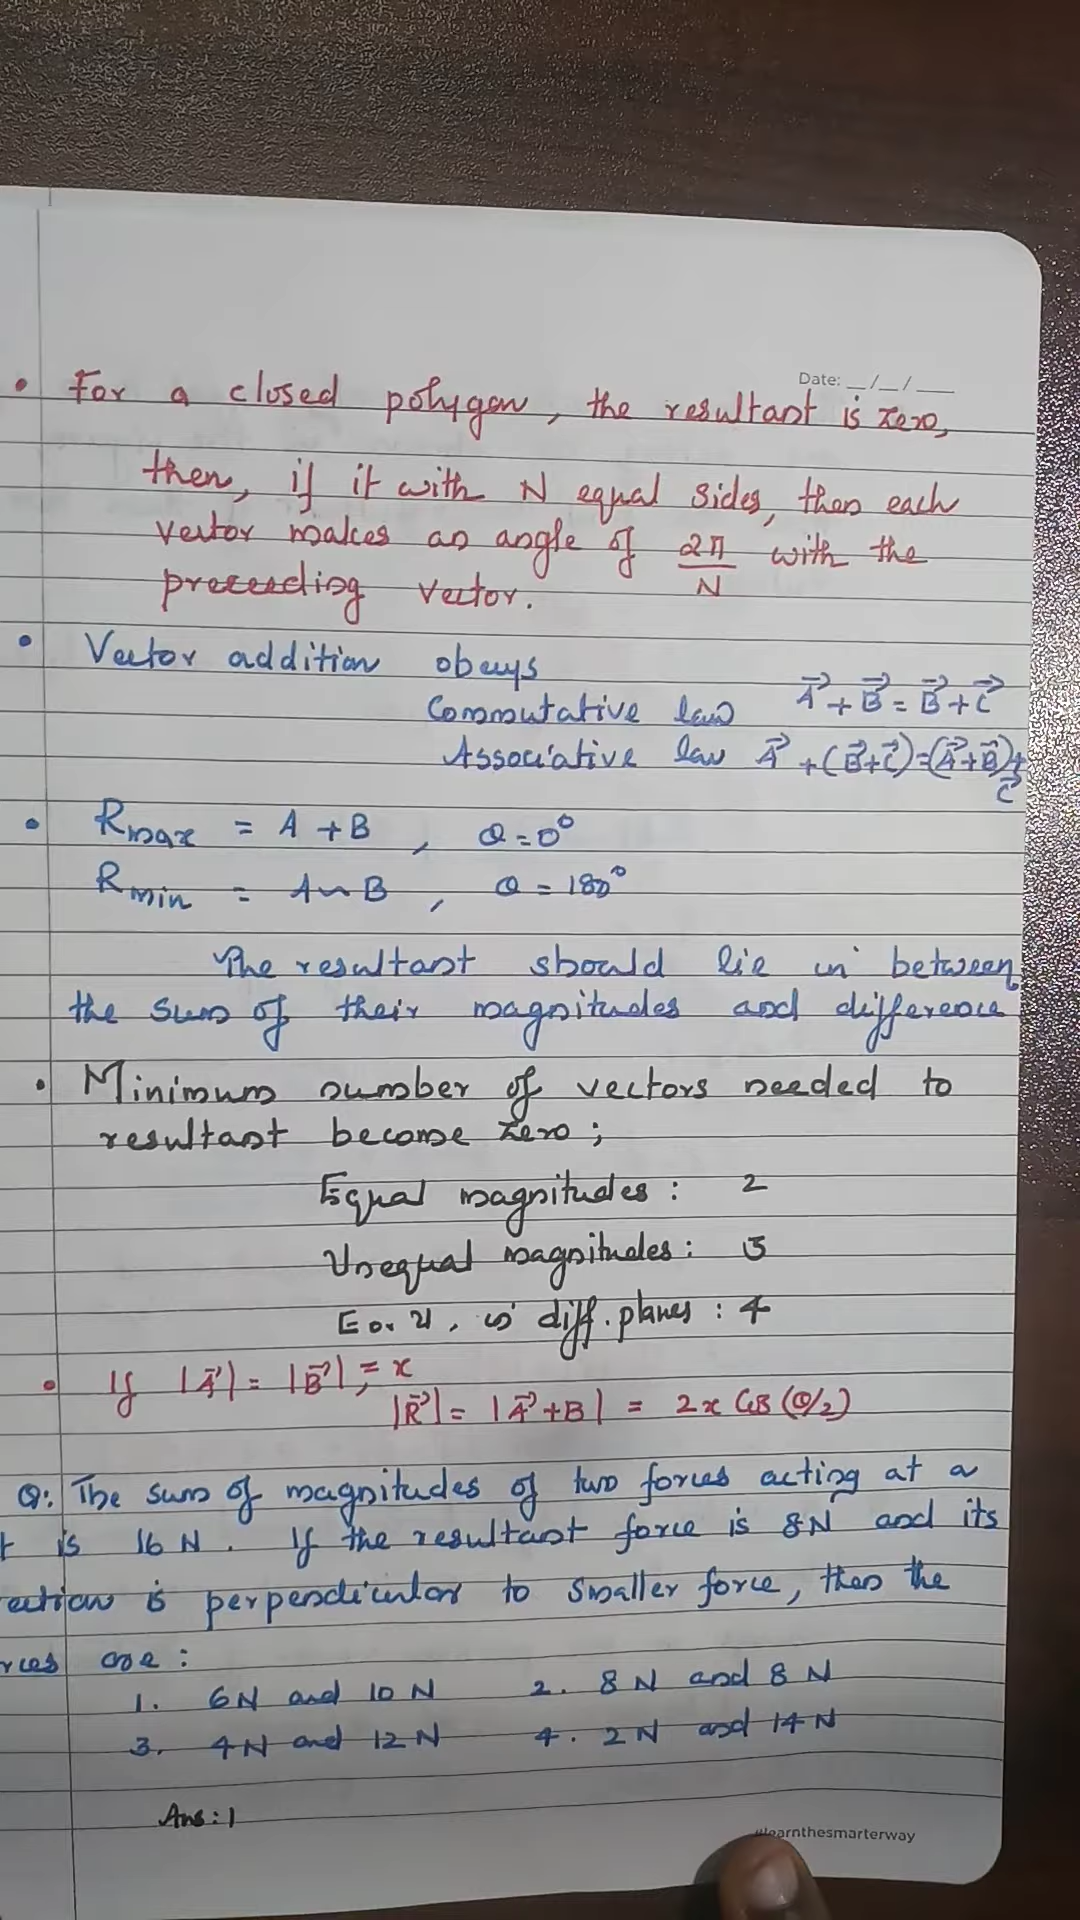 Date: __/__/____
• For a closed polygon, the resultant is zero,
then, if it with N equal sides, then each
vector makes an angle of 2π/N with the
preceeding vector.
• Vector addition obeys
Commutative law A⃗ + B⃗ = B⃗ + C⃗
Associative law A⃗ + (B⃗+C⃗) = (A⃗+B⃗)+
C⃗
• Rmax = A + B , θ = 0°
Rmin = A ~ B , θ = 180°
The resultant should lie in between
the sum of their magnitudes and difference
• Minimum number of vectors needed to
resultant become zero ;
Equal magnitudes : 2
Unequal magnitudes : 3
E or U, in diff. planes : 4
• If |A⃗| = |B⃗| = x
|R⃗| = |A⃗+B| = 2x Cos (θ/2)
Q: The sum of magnitudes of two forces acting at a
t is 16 N. If the resultant force is 8N and its
ection is perpendicular to smaller force, then the
rces are :
1. 6N and 10 N 2. 8 N and 8 N
3. 4N and 12 N 4. 2 N and 14 N
Ans : 1
learnthesmarterway